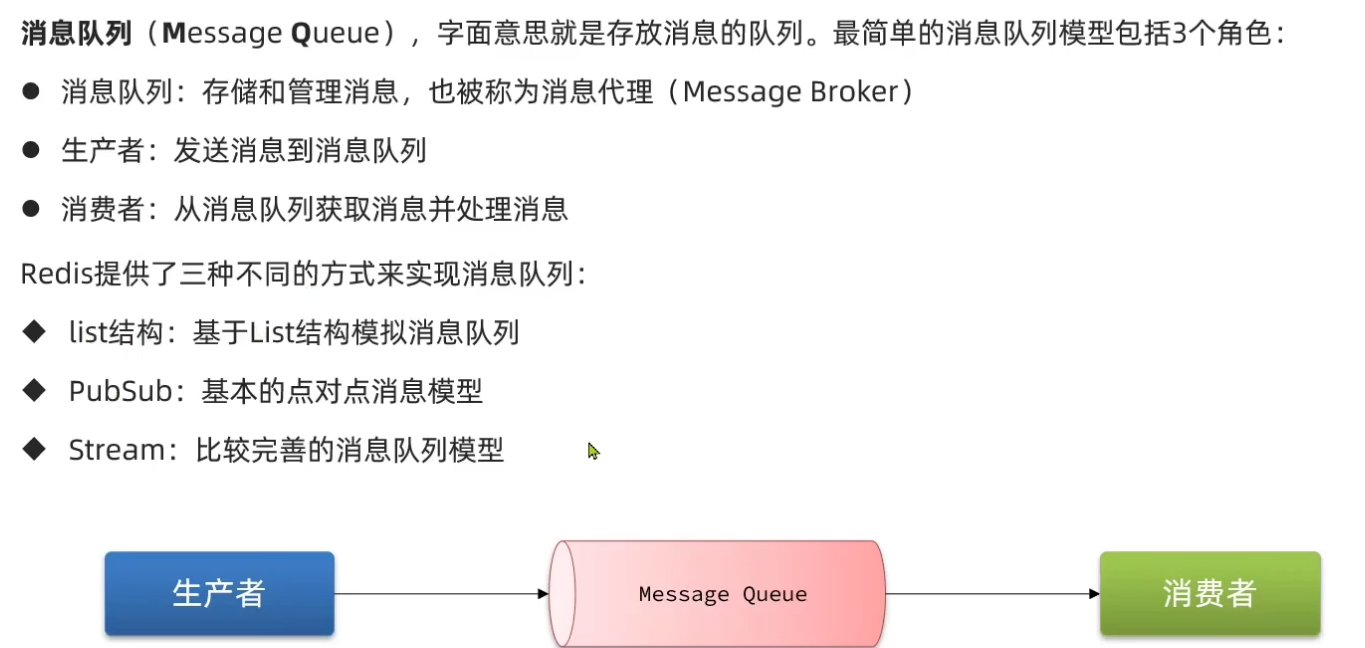 消息队列（Message Queue），字面意思就是存放消息的队列。最简单的消息队列模型包括3个角色：
● 消息队列：存储和管理消息，也被称为消息代理（Message Broker）
● 生产者：发送消息到消息队列
● 消费者：从消息队列获取消息并处理消息
Redis提供了三种不同的方式来实现消息队列：
◆ list结构：基于List结构模拟消息队列
◆ PubSub：基本的点对点消息模型
◆ Stream：比较完善的消息队列模型
生产者
Message Queue
消费者